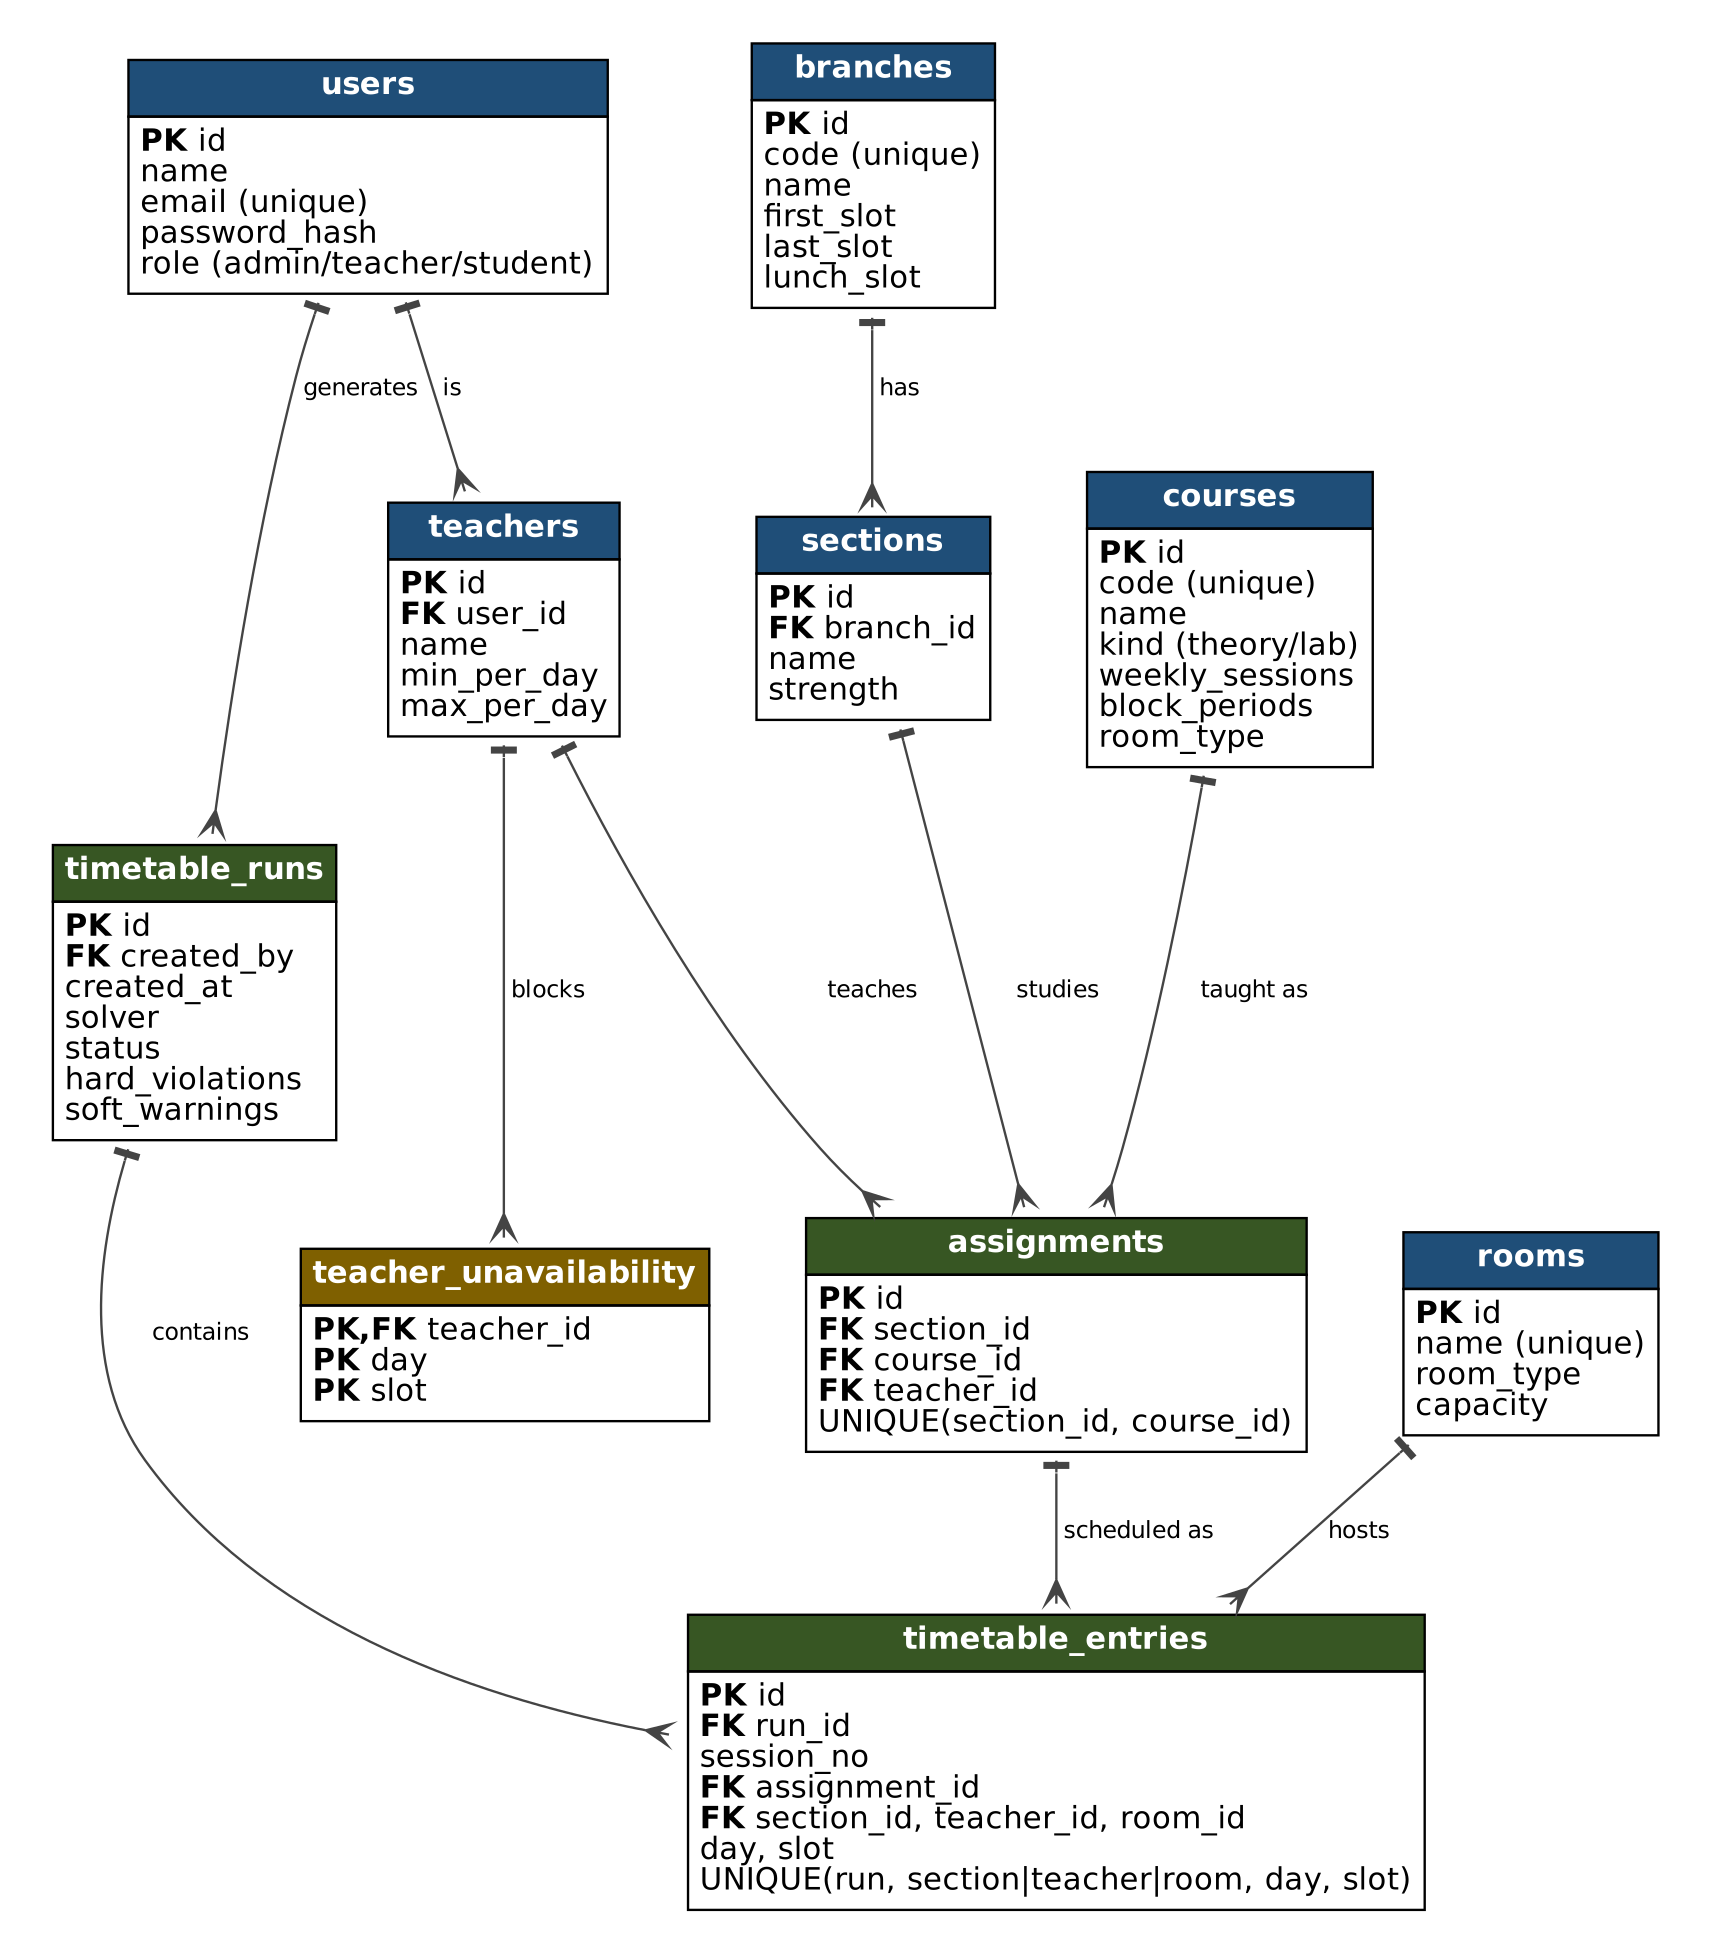 users
PK id
name
email (unique)
password_hash
role (admin/teacher/student)
branches
PK id
code (unique)
name
first_slot
last_slot
lunch_slot
generates
is
has
teachers
PK id
FK user_id
name
min_per_day
max_per_day
sections
PK id
FK branch_id
name
strength
courses
PK id
code (unique)
name
kind (theory/lab)
weekly_sessions
block_periods
room_type
timetable_runs
PK id
FK created_by
created_at
solver
status
hard_violations
soft_warnings
blocks
teaches
studies
taught as
contains
teacher_unavailability
PK,FK teacher_id
PK day
PK slot
assignments
PK id
FK section_id
FK course_id
FK teacher_id
UNIQUE(section_id, course_id)
rooms
PK id
name (unique)
room_type
capacity
scheduled as
hosts
timetable_entries
PK id
FK run_id
session_no
FK assignment_id
FK section_id, teacher_id, room_id
day, slot
UNIQUE(run, section|teacher|room, day, slot)